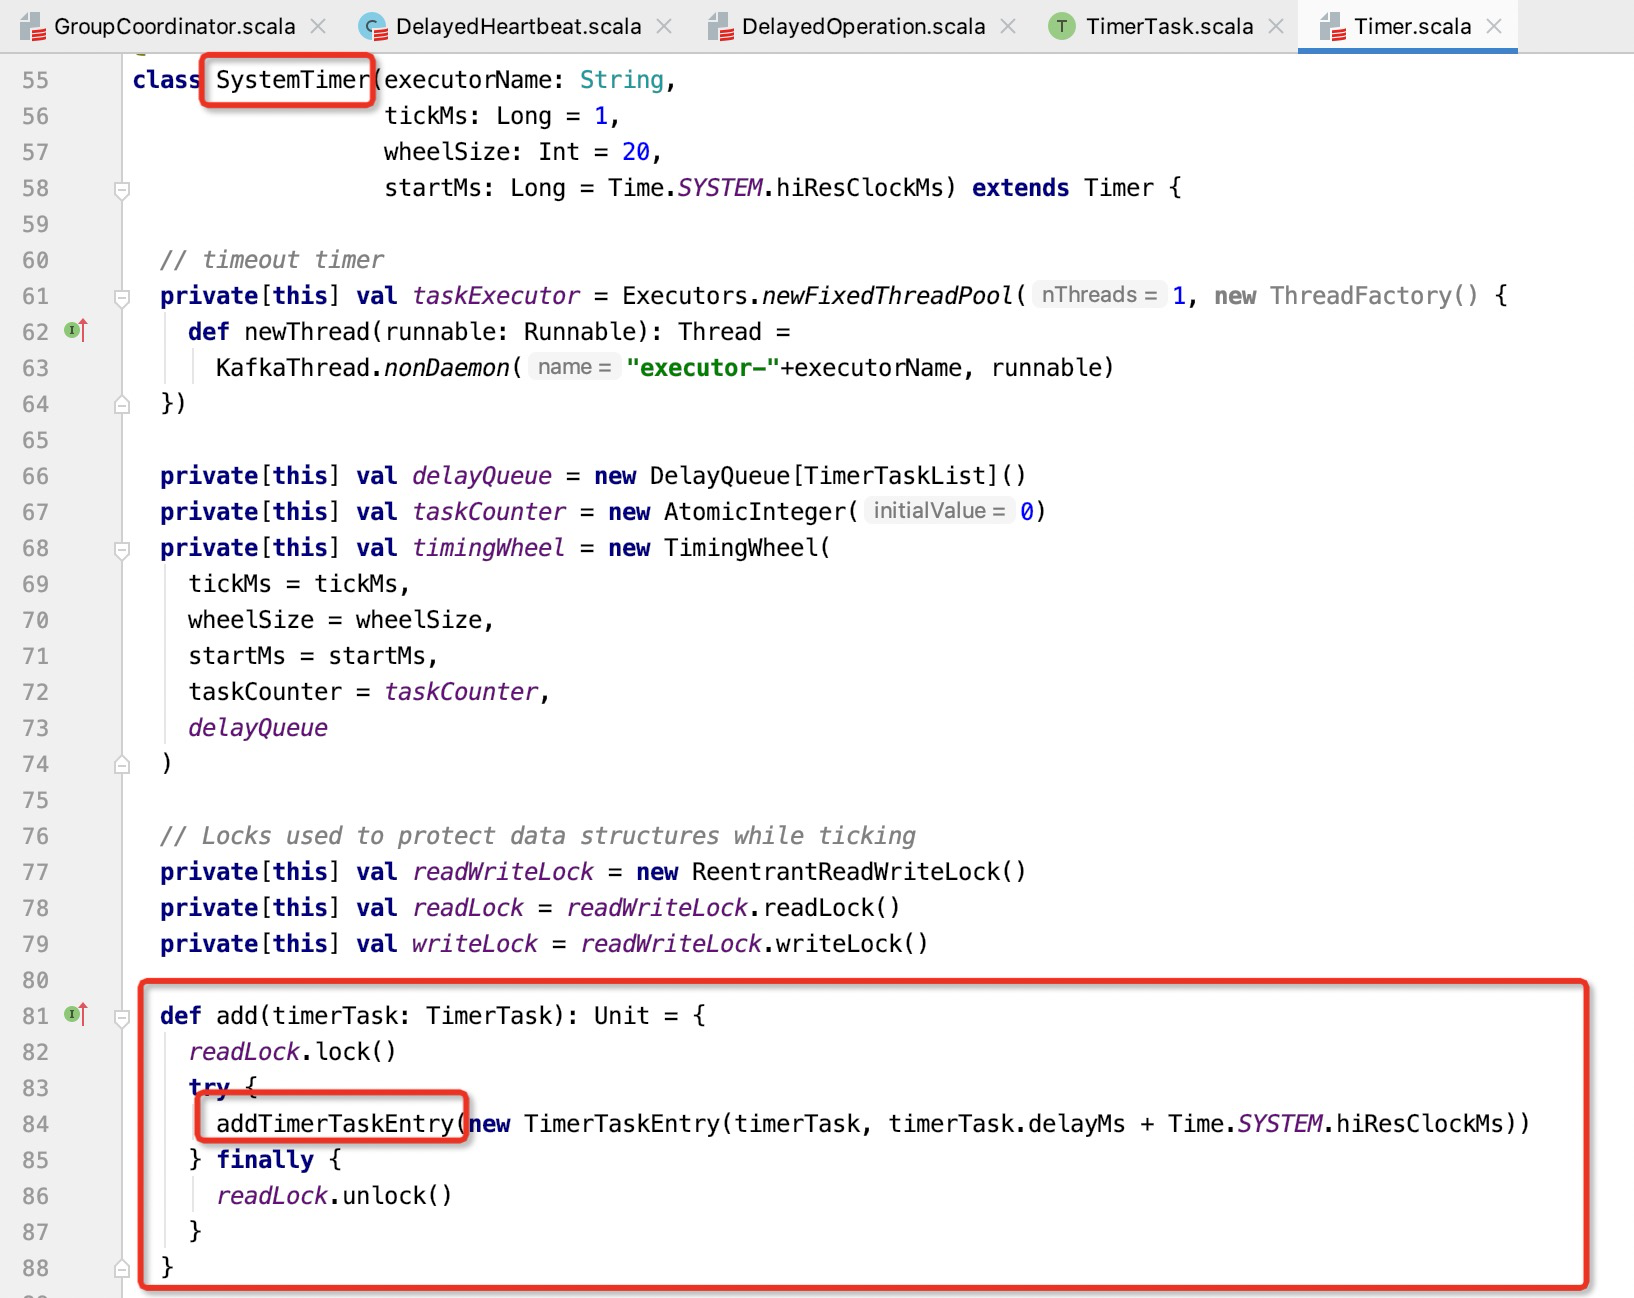 GroupCoordinator.scala DelayedHeartbeat.scala DelayedOperation.scala TimerTask.scala Timer.scala
55 class SystemTimer(executorName: String,
56 tickMs: Long = 1,
57 wheelSize: Int = 20,
58 startMs: Long = Time.SYSTEM.hiResClockMs) extends Timer {
59
60 // timeout timer
61 private[this] val taskExecutor = Executors.newFixedThreadPool( nThreads = 1, new ThreadFactory() {
62 def newThread(runnable: Runnable): Thread =
63 KafkaThread.nonDaemon( name = "executor-"+executorName, runnable)
64 })
65
66 private[this] val delayQueue = new DelayQueue[TimerTaskList]()
67 private[this] val taskCounter = new AtomicInteger( initialValue = 0)
68 private[this] val timingWheel = new TimingWheel(
69 tickMs = tickMs,
70 wheelSize = wheelSize,
71 startMs = startMs,
72 taskCounter = taskCounter,
73 delayQueue
74 )
75
76 // Locks used to protect data structures while ticking
77 private[this] val readWriteLock = new ReentrantReadWriteLock()
78 private[this] val readLock = readWriteLock.readLock()
79 private[this] val writeLock = readWriteLock.writeLock()
80
81 def add(timerTask: TimerTask): Unit = {
82 readLock.lock()
83 try {
84 addTimerTaskEntry(new TimerTaskEntry(timerTask, timerTask.delayMs + Time.SYSTEM.hiResClockMs))
85 } finally {
86 readLock.unlock()
87 }
88 }